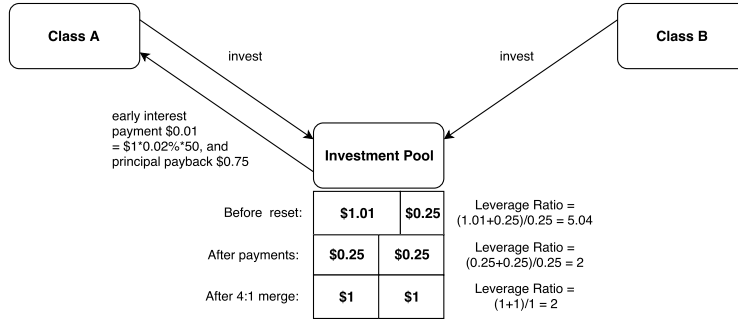 Class A
Class B
invest
invest
early interest
payment $0.01
= $1*0.02%*50, and
principal payback $0.75
Investment Pool
Before reset:
$1.01
$0.25
Leverage Ratio =
(1.01+0.25)/0.25 = 5.04
After payments:
$0.25
$0.25
Leverage Ratio =
(0.25+0.25)/0.25 = 2
After 4:1 merge:
$1
$1
Leverage Ratio =
(1+1)/1 = 2